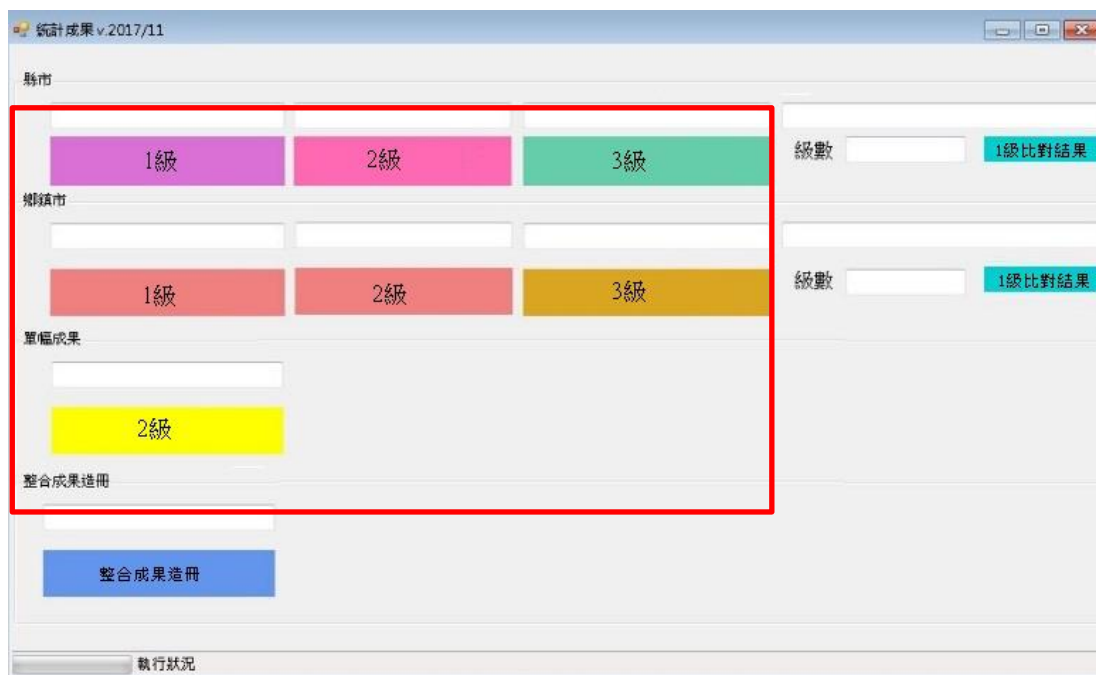 統計成果 v.2017/11
縣市
1級 2級 3級 級數 1級比對結果
鄉鎮市
1級 2級 3級 級數 1級比對結果
單幅成果
2級
整合成果造冊
整合成果造冊
執行狀況